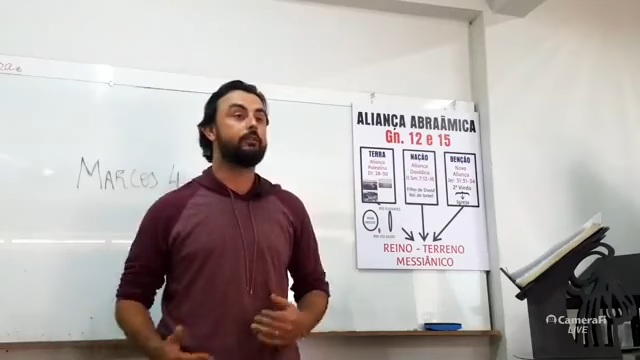 Marcos 4
ALIANÇA ABRAÂMICA
Gn. 12 e 15
TERRA
Aliança
Palestina
Dt. 28-30
NAÇÃO
Aliança
Davídica
II Sm. 7:12-16
Filho de Davi
Rei de Israel
BENÇÃO
Nova
Aliança
Jer. 31:31-34
2ª Vinda
IGREJA
REINO - TERRENO
MESSIÂNICO
CameraFi
LIVE